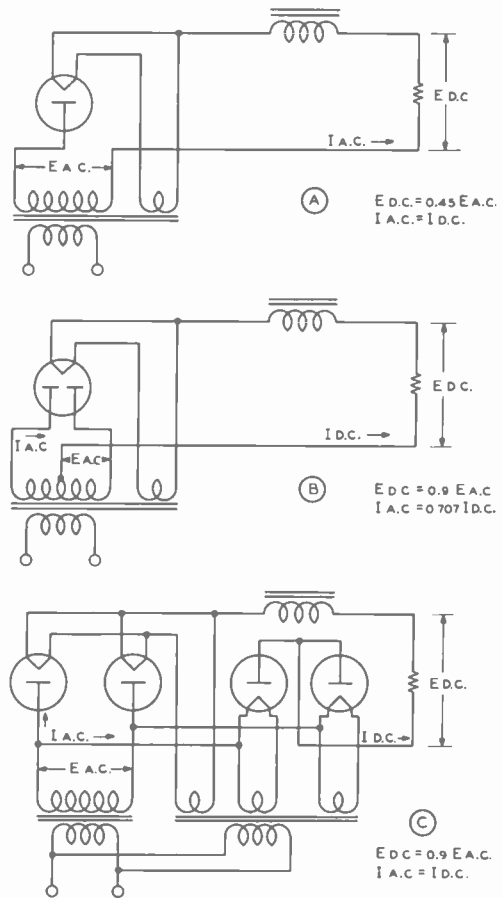 E D.C
I A.C. →
E A.C.
A
E D.C. = 0.45 E A.C.
I A.C. = I D.C.
E D.C.
I A.C →
E A.C
I D.C. →
B
E D C = 0.9 E A.C
I A.C = 0.707 I D.C.
E D.C.
I A.C. →
I D.C. →
E A.C.
C
E D C = 0.9 E A.C.
I A.C = I D.C.